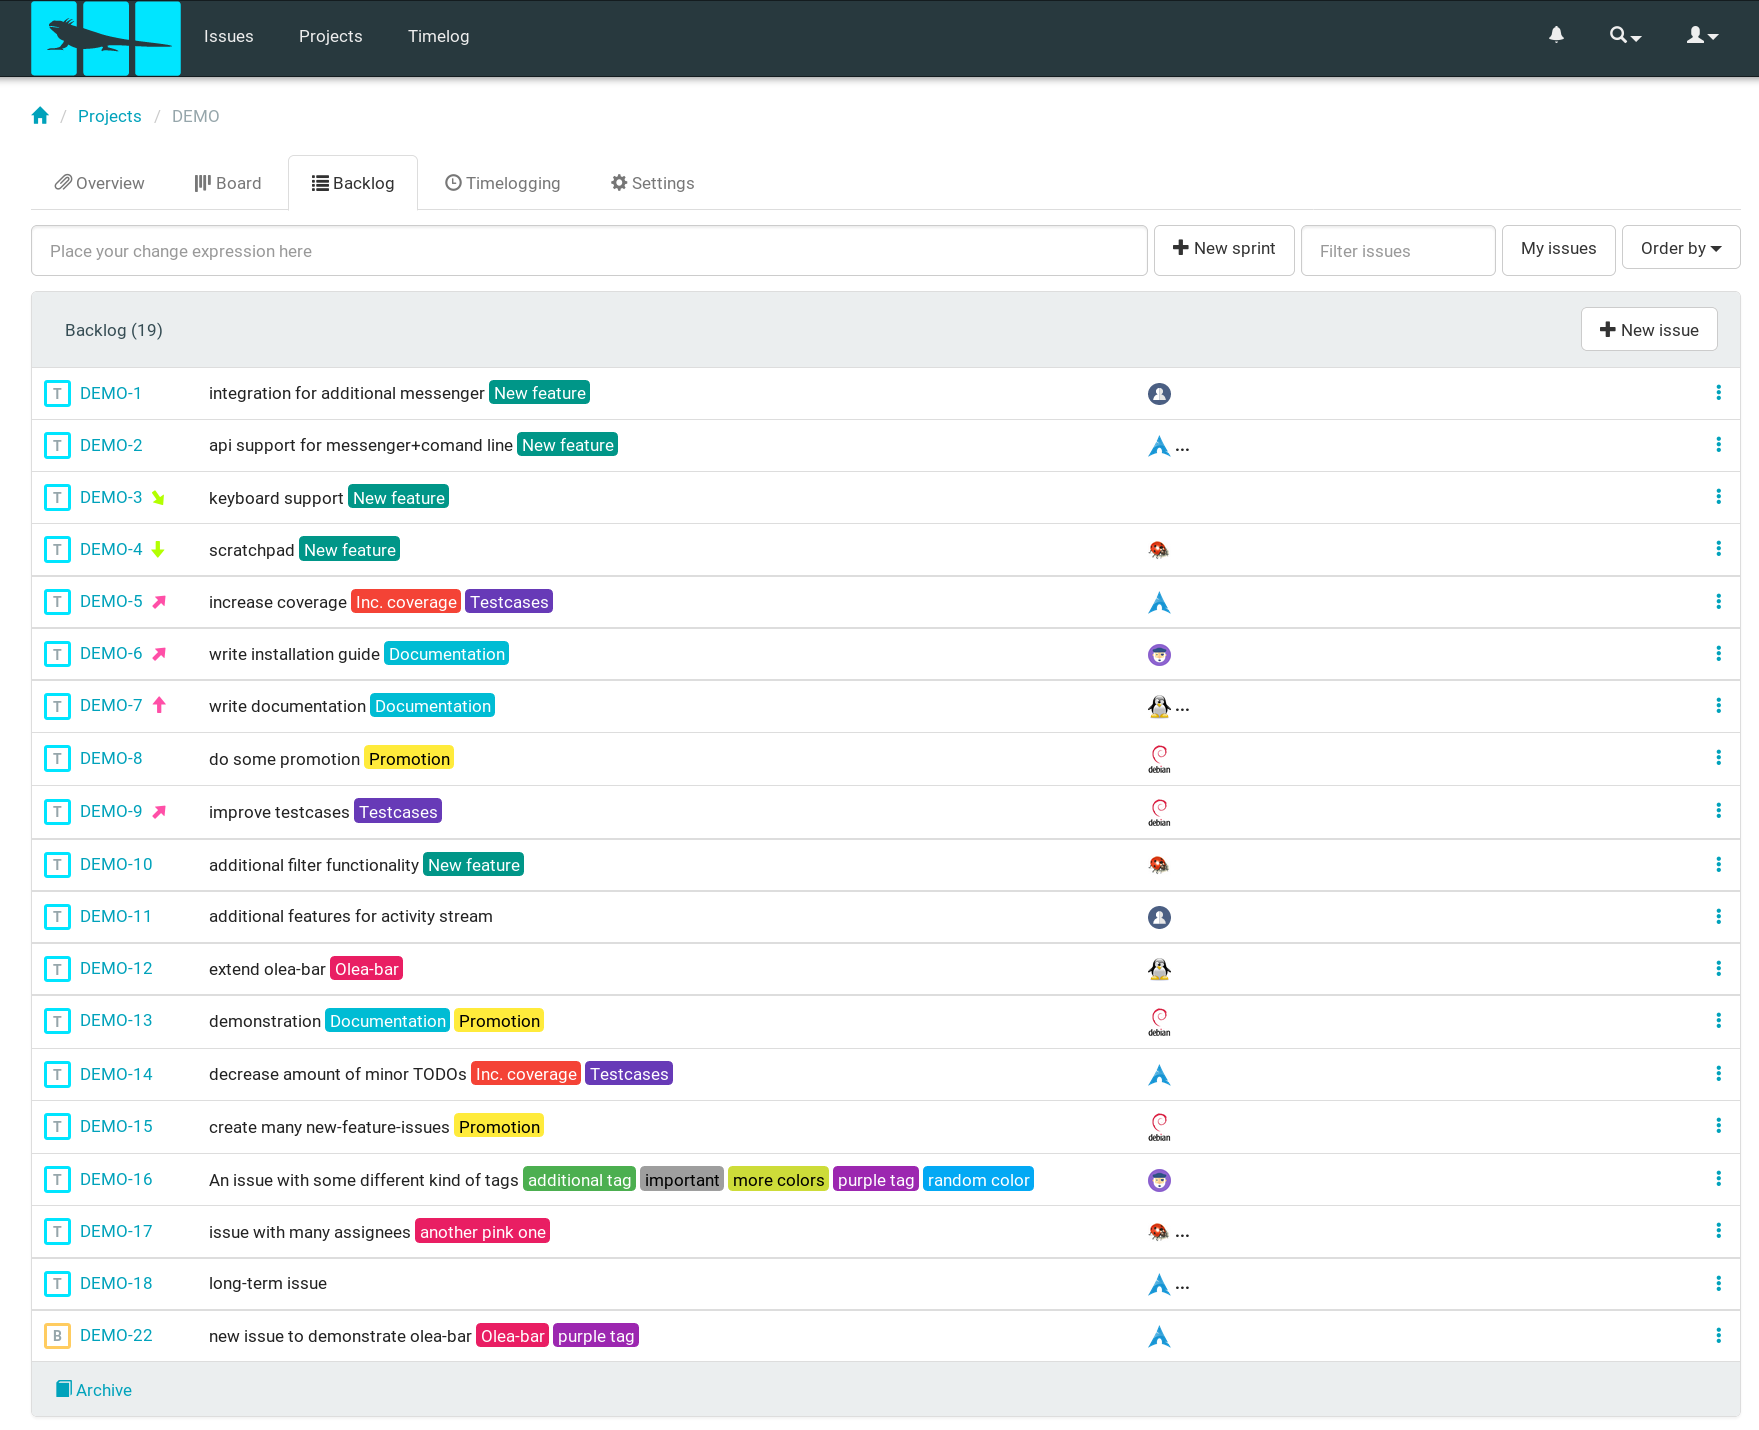 Issues Projects Timelog
/ Projects / DEMO
Overview Board Backlog Timelogging Settings
Place your change expression here New sprint Filter issues My issues Order by
Backlog (19) New issue
T DEMO-1 integration for additional messenger New feature
T DEMO-2 api support for messenger+comand line New feature ...
T DEMO-3 keyboard support New feature
T DEMO-4 scratchpad New feature
T DEMO-5 increase coverage Inc. coverage Testcases
T DEMO-6 write installation guide Documentation
T DEMO-7 write documentation Documentation ...
T DEMO-8 do some promotion Promotion debian
T DEMO-9 improve testcases Testcases debian
T DEMO-10 additional filter functionality New feature
T DEMO-11 additional features for activity stream
T DEMO-12 extend olea-bar Olea-bar
T DEMO-13 demonstration Documentation Promotion debian
T DEMO-14 decrease amount of minor TODOs Inc. coverage Testcases
T DEMO-15 create many new-feature-issues Promotion debian
T DEMO-16 An issue with some different kind of tags additional tag important more colors purple tag random color
T DEMO-17 issue with many assignees another pink one ...
T DEMO-18 long-term issue ...
B DEMO-22 new issue to demonstrate olea-bar Olea-bar purple tag
Archive